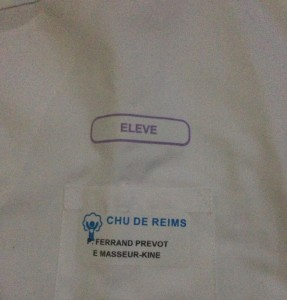 ELEVE
CHU DE REIMS
FERRAND PREVOT
E MASSEUR-KINE